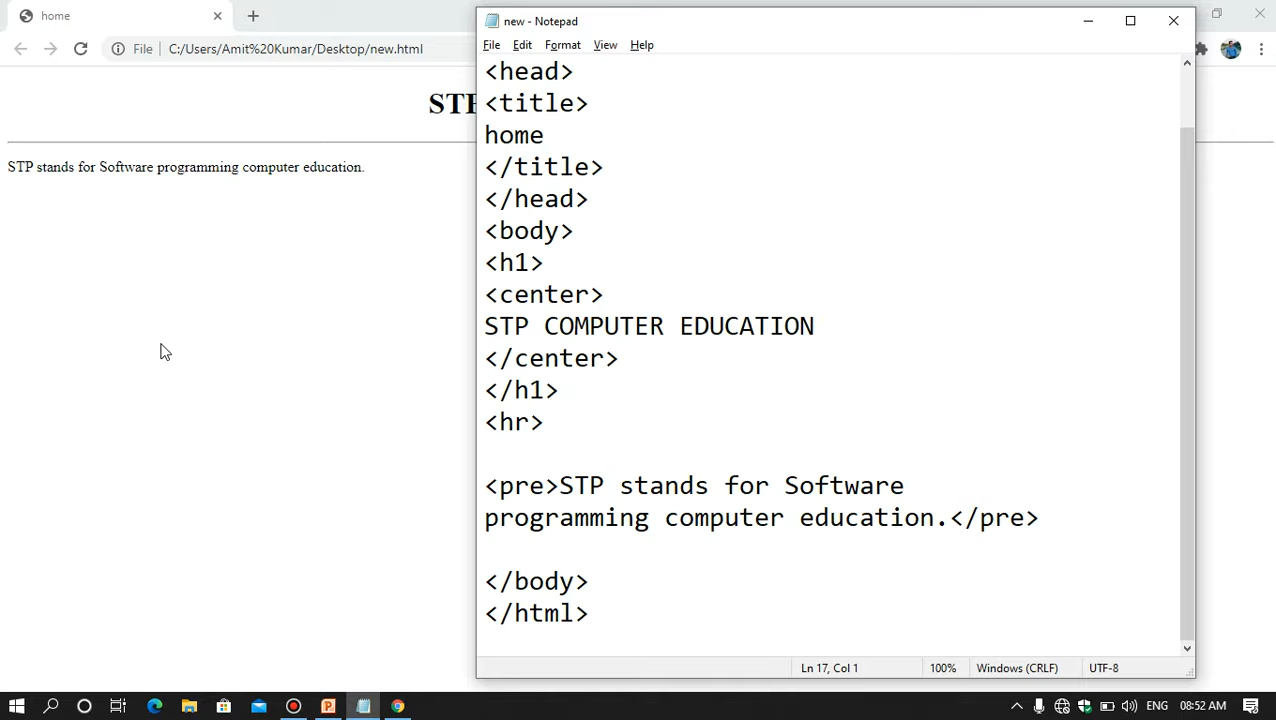 home
new - Notepad
File Edit Format View Help
File C:/Users/Amit%20Kumar/Desktop/new.html
STP stands for Software programming computer education.
<head>
<title>
home
</title>
</head>
<body>
<h1>
<center>
STP COMPUTER EDUCATION
</center>
</h1>
<hr>
<pre>STP stands for Software
programming computer education.</pre>
</body>
</html>
Ln 17, Col 1 100% Windows (CRLF) UTF-8
ENG 08:52 AM